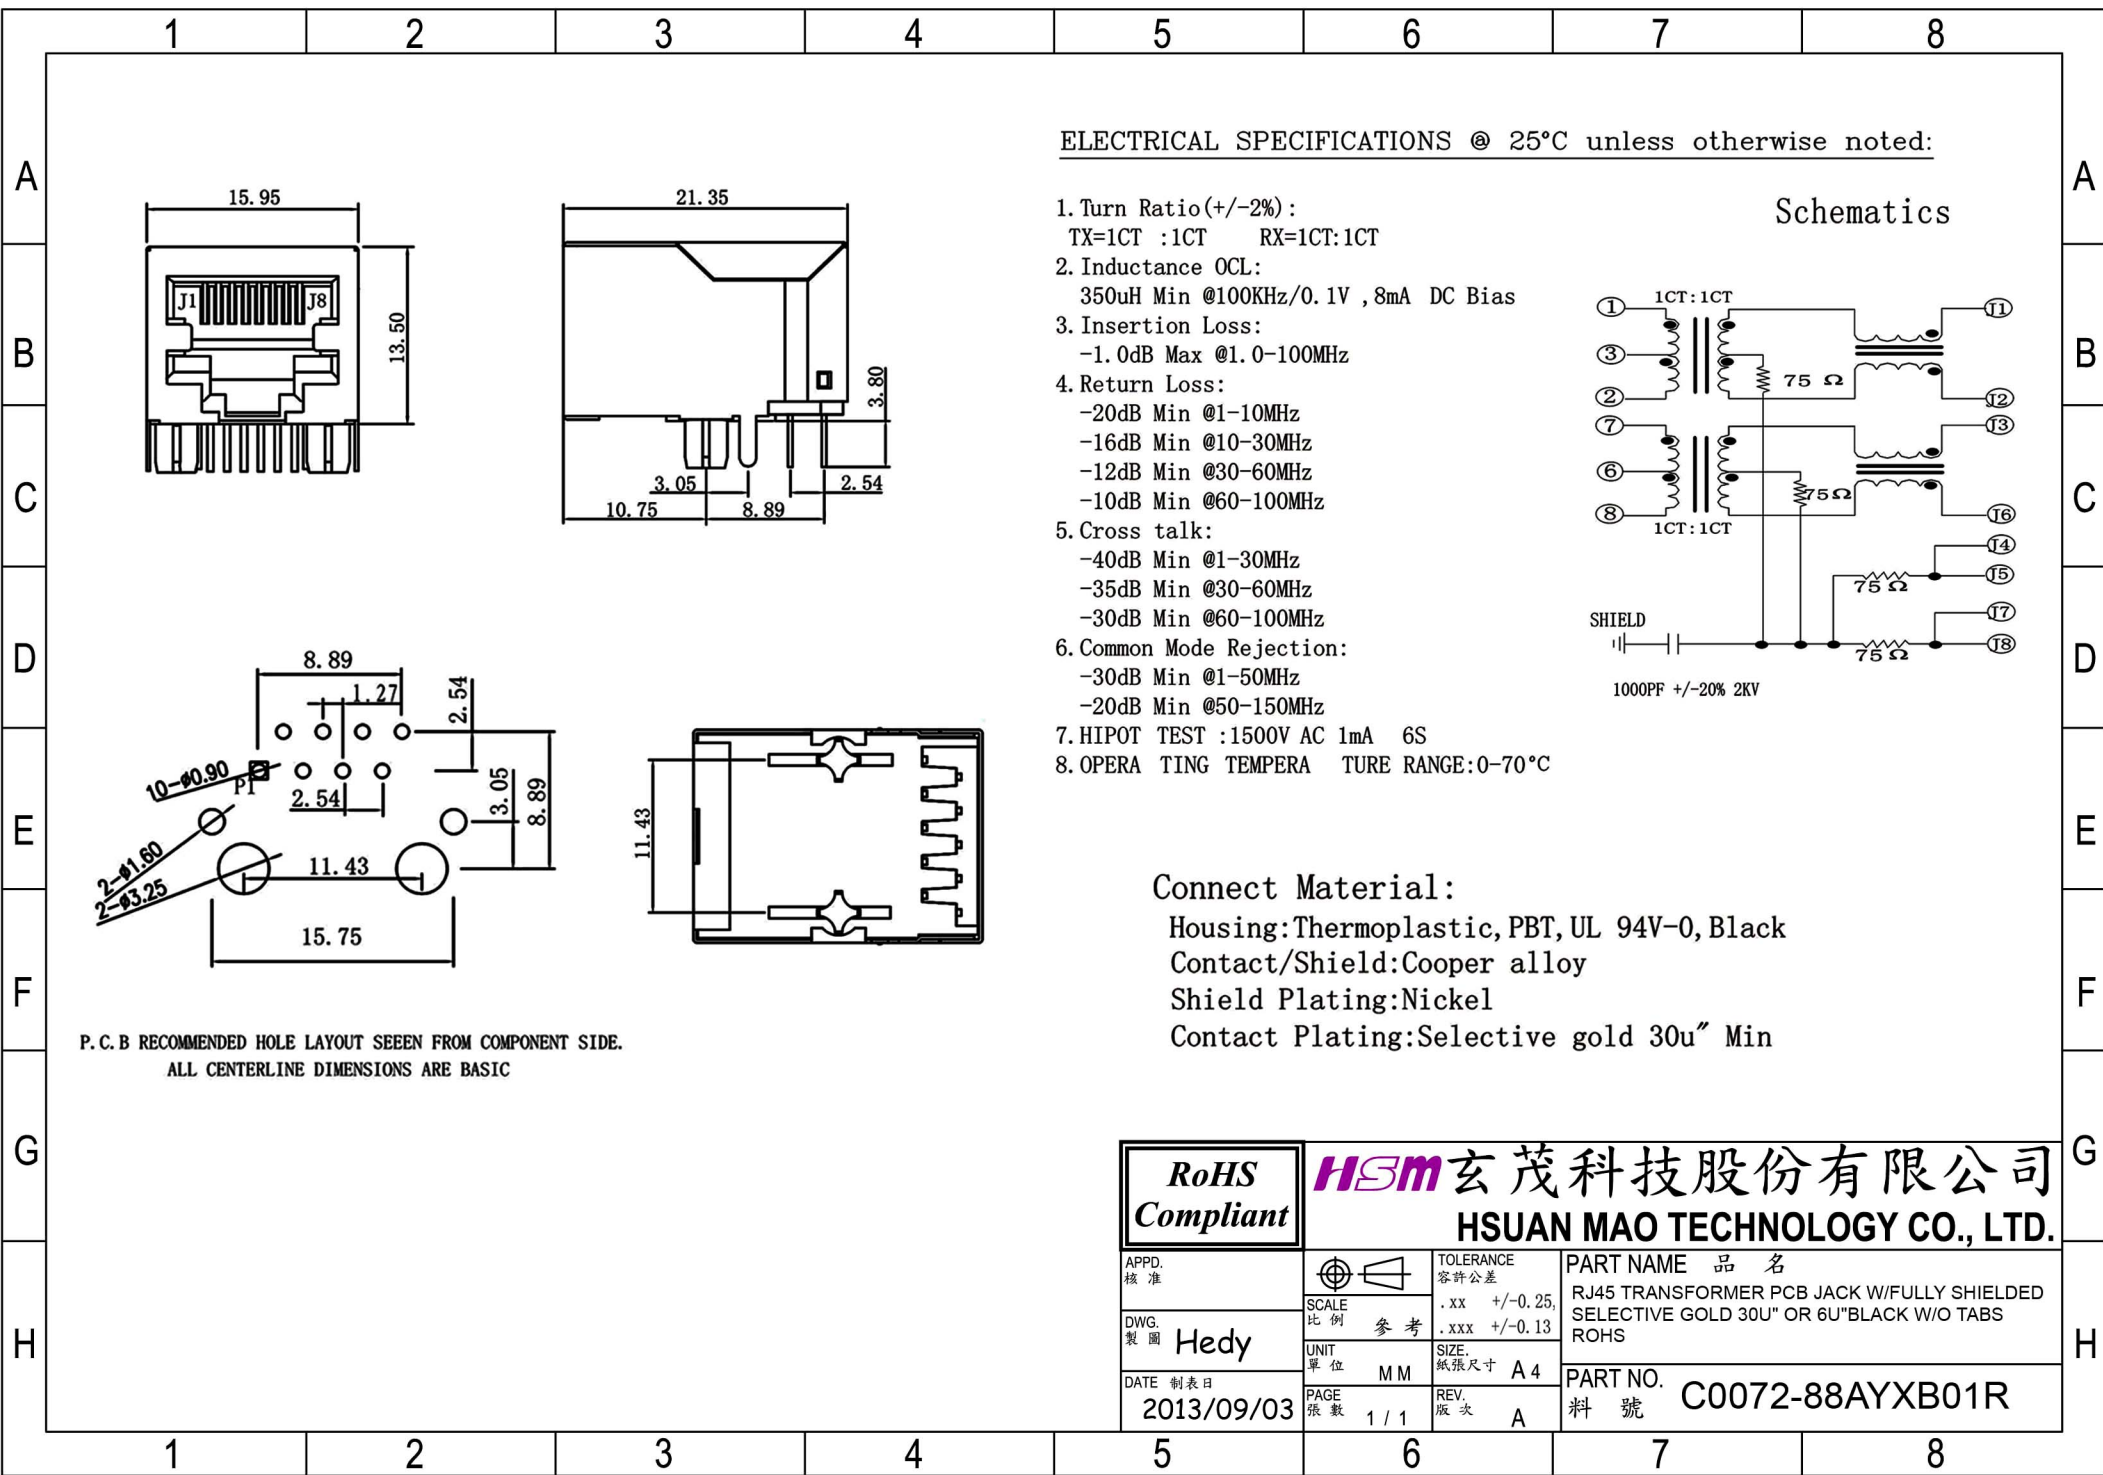 1 2 3 4 5 6 7 8
A
B
C
D
E
F
G
H
A
B
C
D
E
F
G
H
15.95
J1 J8
13.50
21.35
3.80
3.05
2.54
10.75
8.89
8.89
1.27
2.54
10-ø0.90
P1
2.54
3.05
8.89
2-ø1.60
2-ø3.25
11.43
15.75
11.43
P.C.B RECOMMENDED HOLE LAYOUT SEEEN FROM COMPONENT SIDE.
ALL CENTERLINE DIMENSIONS ARE BASIC
ELECTRICAL SPECIFICATIONS @ 25°C unless otherwise noted:
1.Turn Ratio(+/-2%):
TX=1CT :1CT RX=1CT:1CT
2.Inductance OCL:
350uH Min @100KHz/0.1V ,8mA DC Bias
3.Insertion Loss:
-1.0dB Max @1.0-100MHz
4.Return Loss:
-20dB Min @1-10MHz
-16dB Min @10-30MHz
-12dB Min @30-60MHz
-10dB Min @60-100MHz
5.Cross talk:
-40dB Min @1-30MHz
-35dB Min @30-60MHz
-30dB Min @60-100MHz
6.Common Mode Rejection:
-30dB Min @1-50MHz
-20dB Min @50-150MHz
7.HIPOT TEST :1500V AC 1mA 6S
8.OPERA TING TEMPERA TURE RANGE:0-70°C
Schematics
1 1CT:1CT J1
3
75 Ω
2 J2
7 J3
6
75Ω
8 J6
1CT:1CT
J4
J5
75 Ω
J7
SHIELD
J8
75 Ω
1000PF +/-20% 2KV
Connect Material:
Housing:Thermoplastic,PBT,UL 94V-0,Black
Contact/Shield:Cooper alloy
Shield Plating:Nickel
Contact Plating:Selective gold 30u″ Min
RoHS
Compliant
HSM玄茂科技股份有限公司
HSUAN MAO TECHNOLOGY CO., LTD.
APPD.
核 准
DWG.
製 圖 Hedy
DATE 制表日
2013/09/03
SCALE
比 例 參 考
UNIT
單 位 MM
PAGE
張 數 1 / 1
TOLERANCE
容許公差
.xx +/-0.25,
.xxx +/-0.13
SIZE.
紙張尺寸 A4
REV.
版 次 A
PART NAME 品 名
RJ45 TRANSFORMER PCB JACK W/FULLY SHIELDED
SELECTIVE GOLD 30U" OR 6U"BLACK W/O TABS
ROHS
PART NO.
料 號 C0072-88AYXB01R
1 2 3 4 5 6 7 8